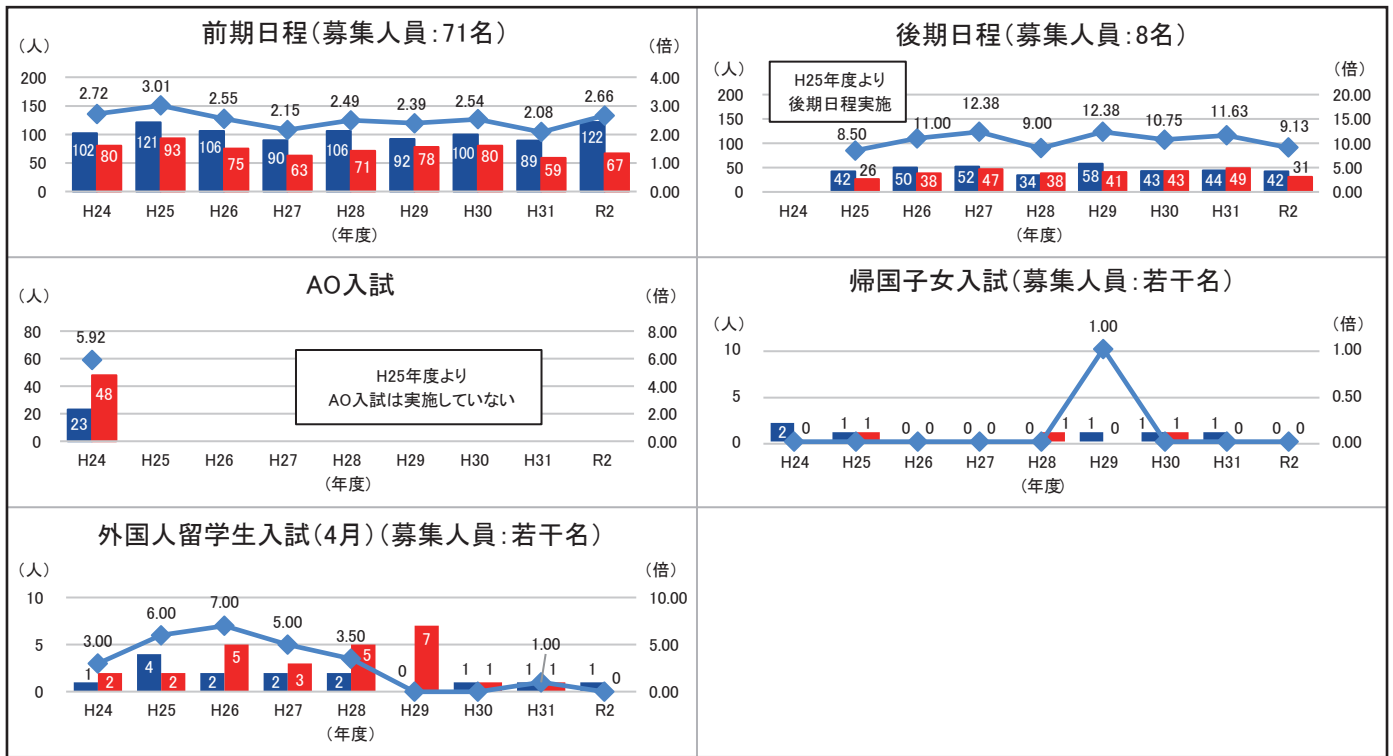 前期日程(募集人員:71名)
(人)
(倍)
200
150
100
50
0
2.72
3.01
2.55
2.15
2.49
2.39
2.54
2.08
2.66
4.00
3.00
2.00
1.00
0.00
102
80
121
93
106
75
90
63
106
71
92
78
100
80
89
59
122
67
H24
H25
H26
H27
H28
H29
H30
H31
R2
(年度)
後期日程(募集人員:8名)
(人)
(倍)
H25年度より
後期日程実施
200
150
100
50
0
8.50
11.00
12.38
9.00
12.38
10.75
11.63
9.13
20.00
15.00
10.00
5.00
0.00
42
26
50
38
52
47
34
38
58
41
43
43
44
49
42
31
H24
H25
H26
H27
H28
H29
H30
H31
R2
(年度)
AO入試
(人)
(倍)
80
60
40
20
0
5.92
23
48
H25年度より
AO入試は実施していない
8.00
6.00
4.00
2.00
0.00
H24
H25
H26
H27
H28
H29
H30
H31
R2
(年度)
帰国子女入試(募集人員:若干名)
(人)
(倍)
10
5
0
1.00
1.00
0.50
0.00
2
0
1
1
0
0
0
0
0
1
1
0
1
1
1
0
0
0
H24
H25
H26
H27
H28
H29
H30
H31
R2
(年度)
外国人留学生入試(4月)(募集人員:若干名)
(人)
(倍)
10
5
0
3.00
6.00
7.00
5.00
3.50
1.00
10.00
5.00
0.00
1
2
4
2
2
5
2
3
2
5
0
7
1
1
1
1
1
0
H24
H25
H26
H27
H28
H29
H30
H31
R2
(年度)